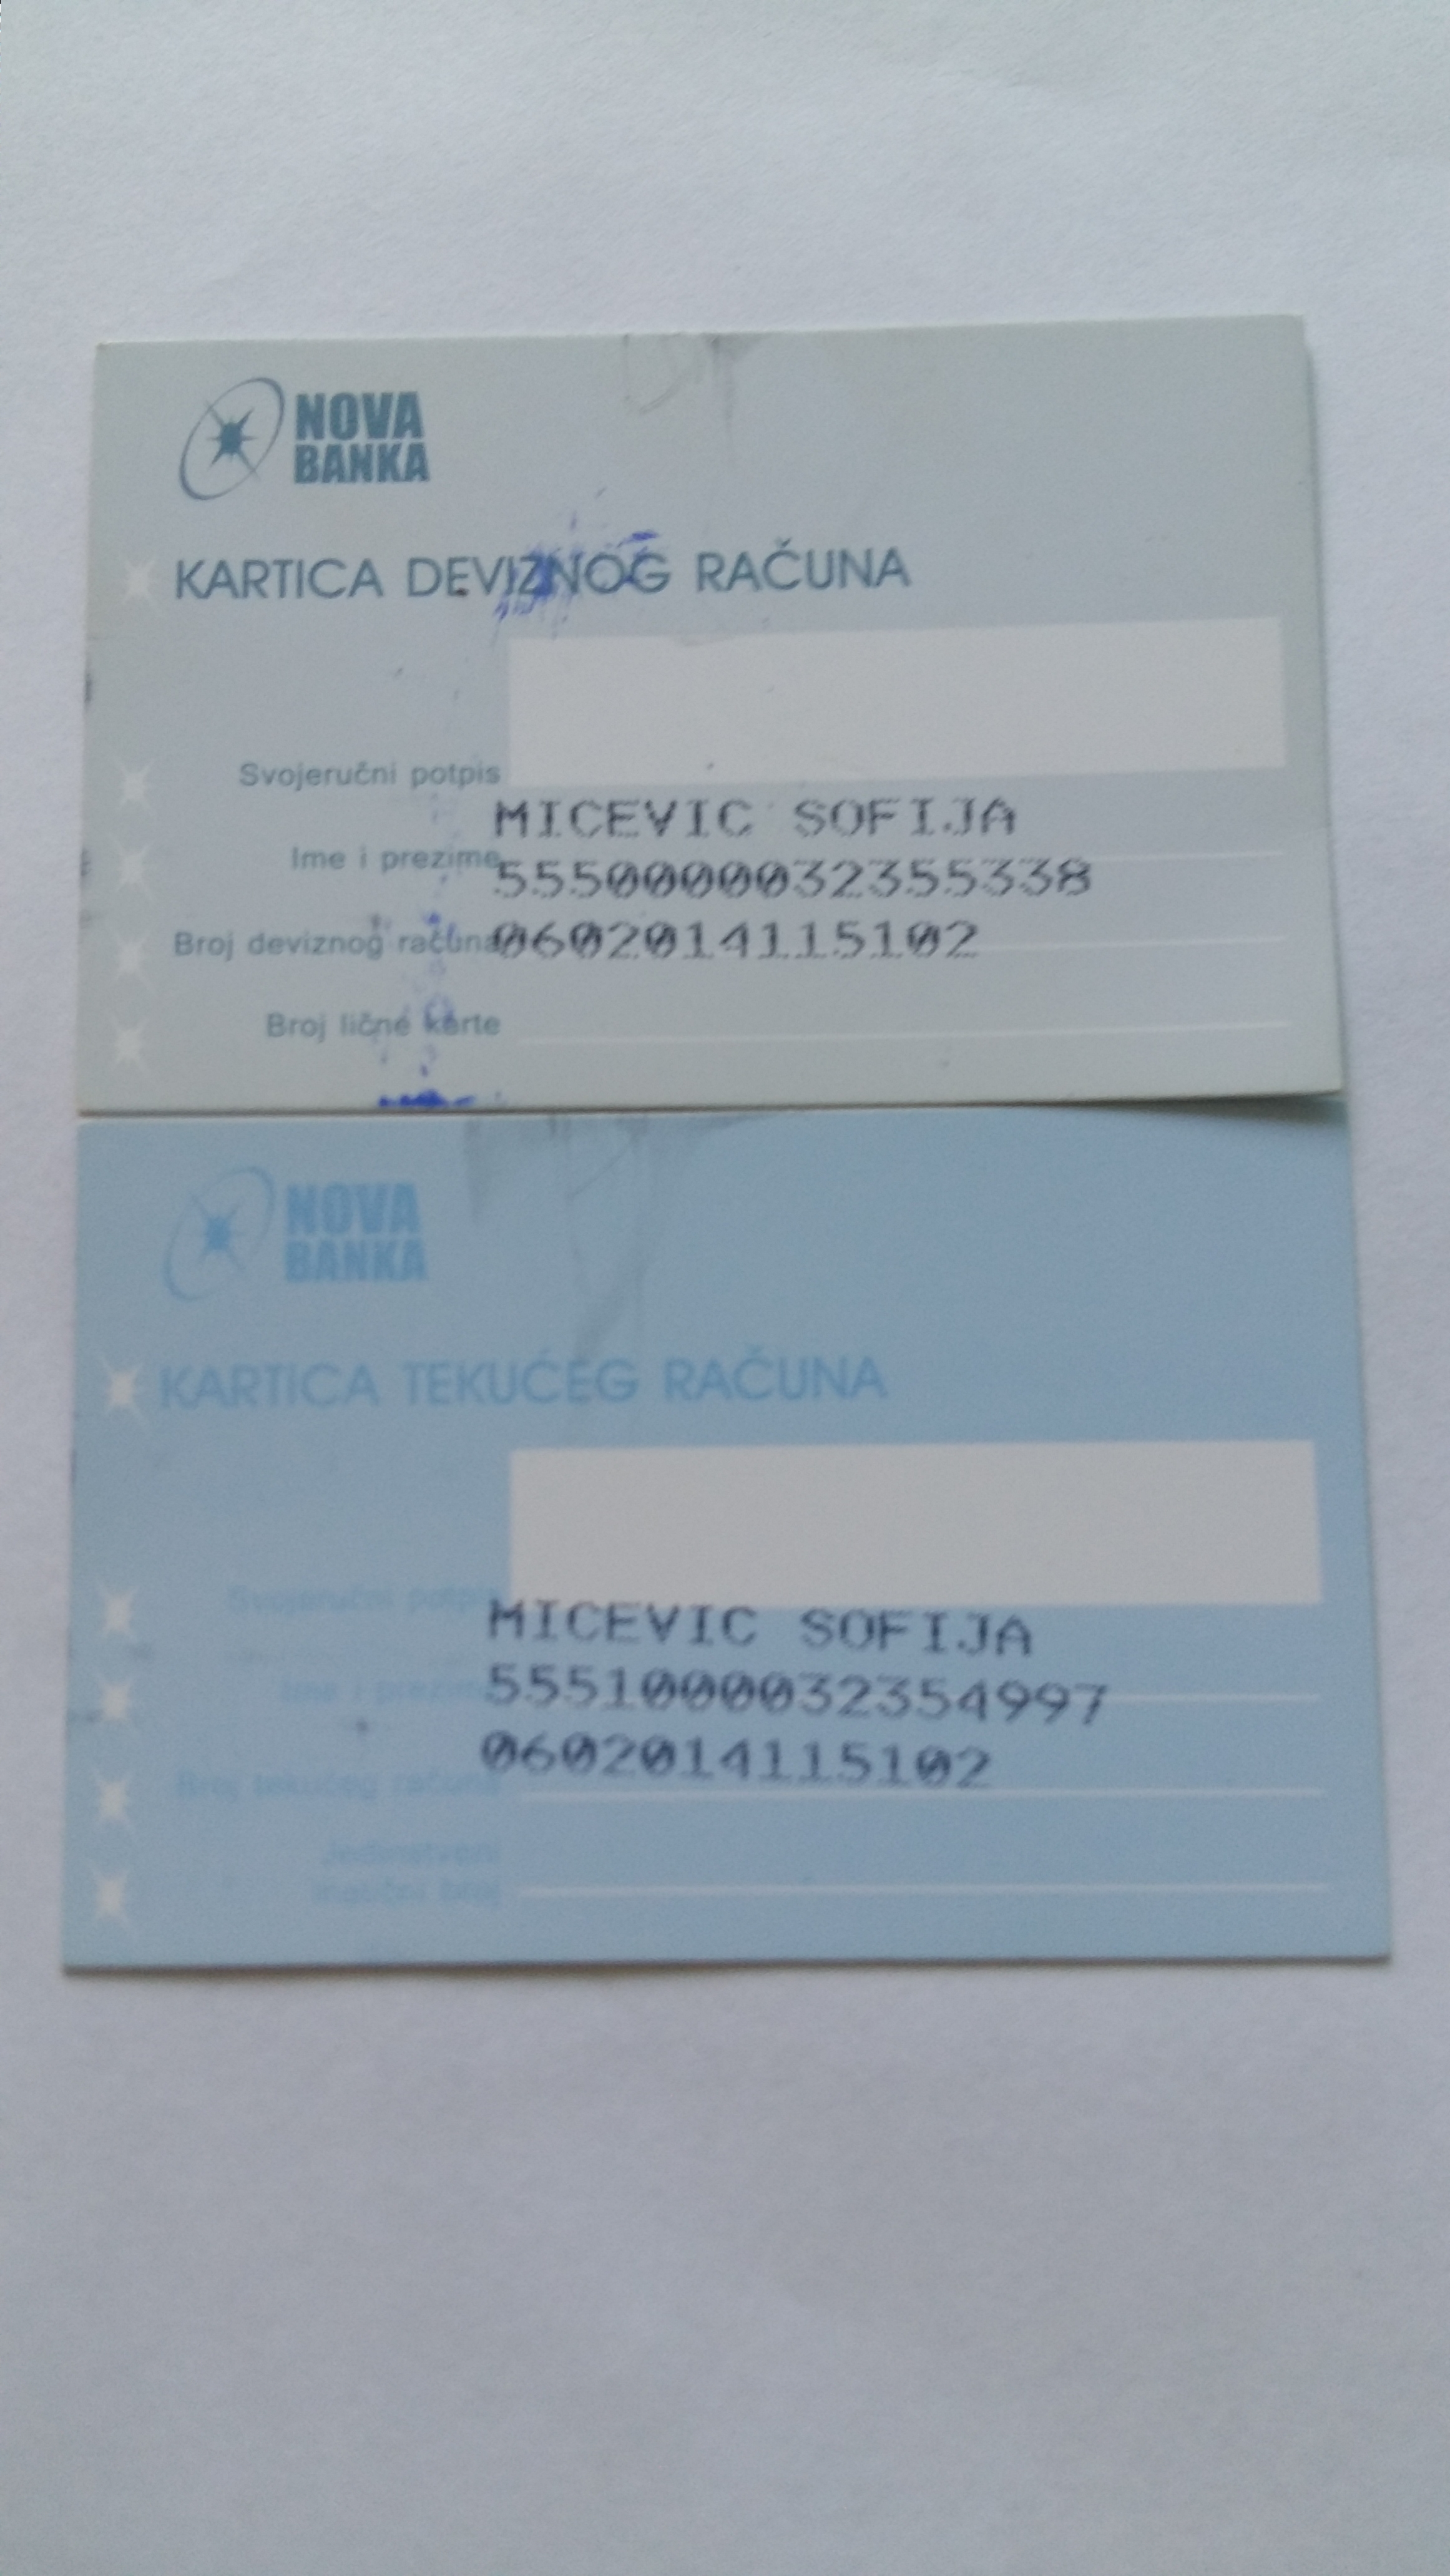 NOVA
BANKA
KARTICA DEVIZNOG RAČUNA
Svojeručni potpis
MICEVIC SOFIJA
Ime i prezime
5550000032355338
Broj deviznog računa
0602014115102
Broj lične karte
NOVA
BANKA
KARTICA TEKUĆEG RAČUNA
Svojeručni potpis
MICEVIC SOFIJA
Ime i prezime
5551000032354997
0602014115102
Broj tekućeg računa
Jedinstveni
matični broj